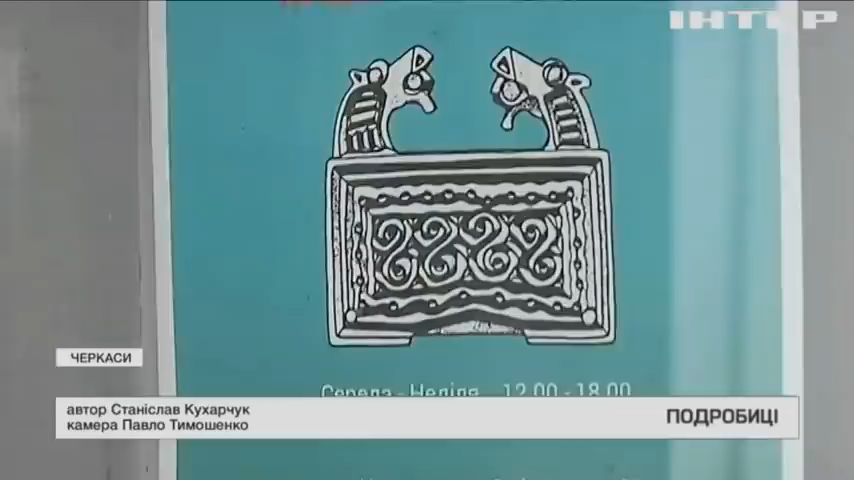 ІНТЕР
Середа - Неділя 12.00 - 18.00
ЧЕРКАСИ
автор Станіслав Кухарчук
камера Павло Тимошенко
ПОДРОБИЦІ